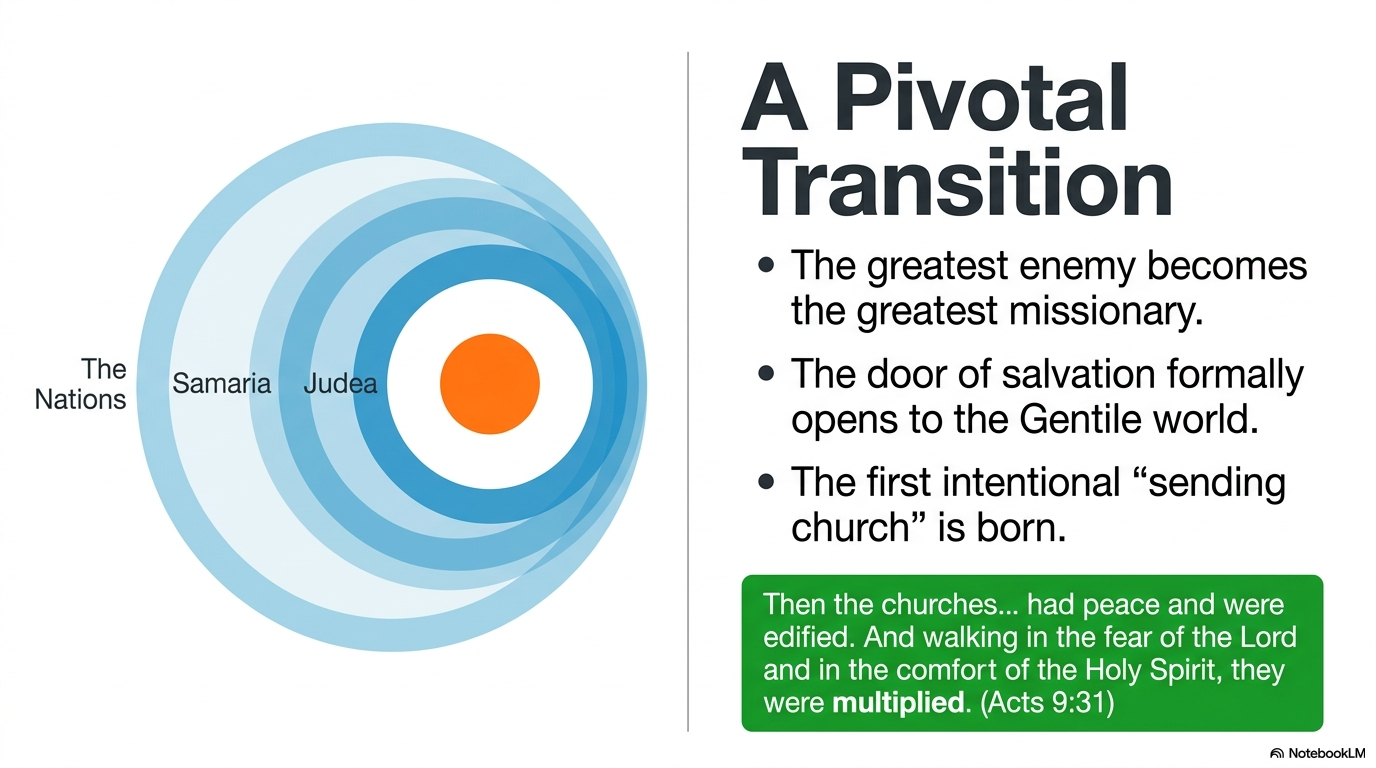 The
Nations
Samaria
Judea
A Pivotal
Transition
• The greatest enemy becomes
the greatest missionary.
• The door of salvation formally
opens to the Gentile world.
• The first intentional “sending
church” is born.
Then the churches... had peace and were
edified. And walking in the fear of the Lord
and in the comfort of the Holy Spirit, they
were multiplied. (Acts 9:31)
NotebookLM